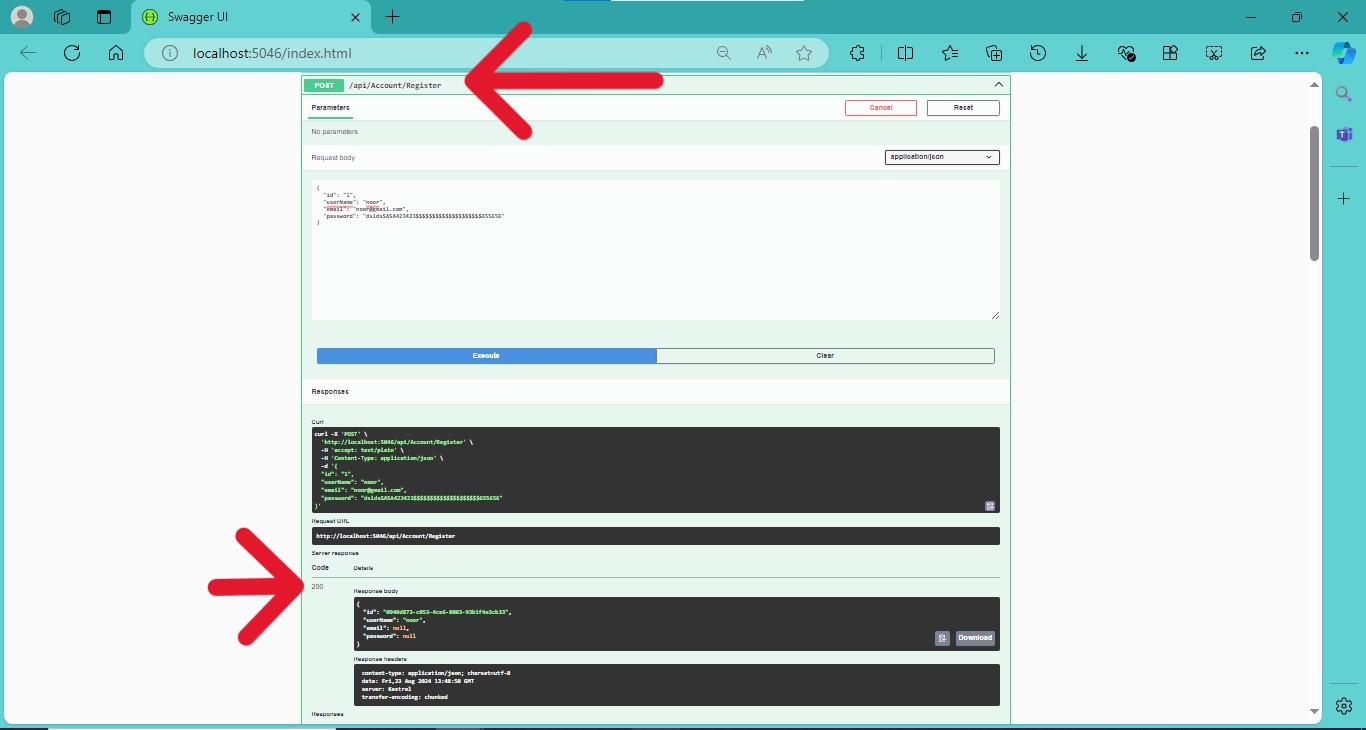 Swagger UI
localhost:5046/index.html
POST /api/Account/Register
Parameters
Cancel
Reset
No parameters
Request body
application/json
{
"id": "1",
"userName": "noor",
"email": "noor@gmail.com",
"password": "dsldsSASA423423$$$$$$$$$$$$$$$$$$$$655656"
}
Execute
Clear
Responses
Curl
curl -X 'POST' \
'http://localhost:5046/api/Account/Register' \
-H 'accept: text/plain' \
-H 'Content-Type: application/json' \
-d '{
"id": "1",
"userName": "noor",
"email": "noor@gmail.com",
"password": "dsldsSASA423423$$$$$$$$$$$$$$$$$$$$655656"
}'
Request URL
http://localhost:5046/api/Account/Register
Server response
Code
Details
200
Response body
{
"id": "0940d873-c053-4ce6-8003-93b1f4e3cb33",
"userName": "noor",
"email": null,
"password": null
}
Download
Response headers
content-type: application/json; charset=utf-8
date: Fri,23 Aug 2024 13:48:50 GMT
server: Kestrel
transfer-encoding: chunked
Responses